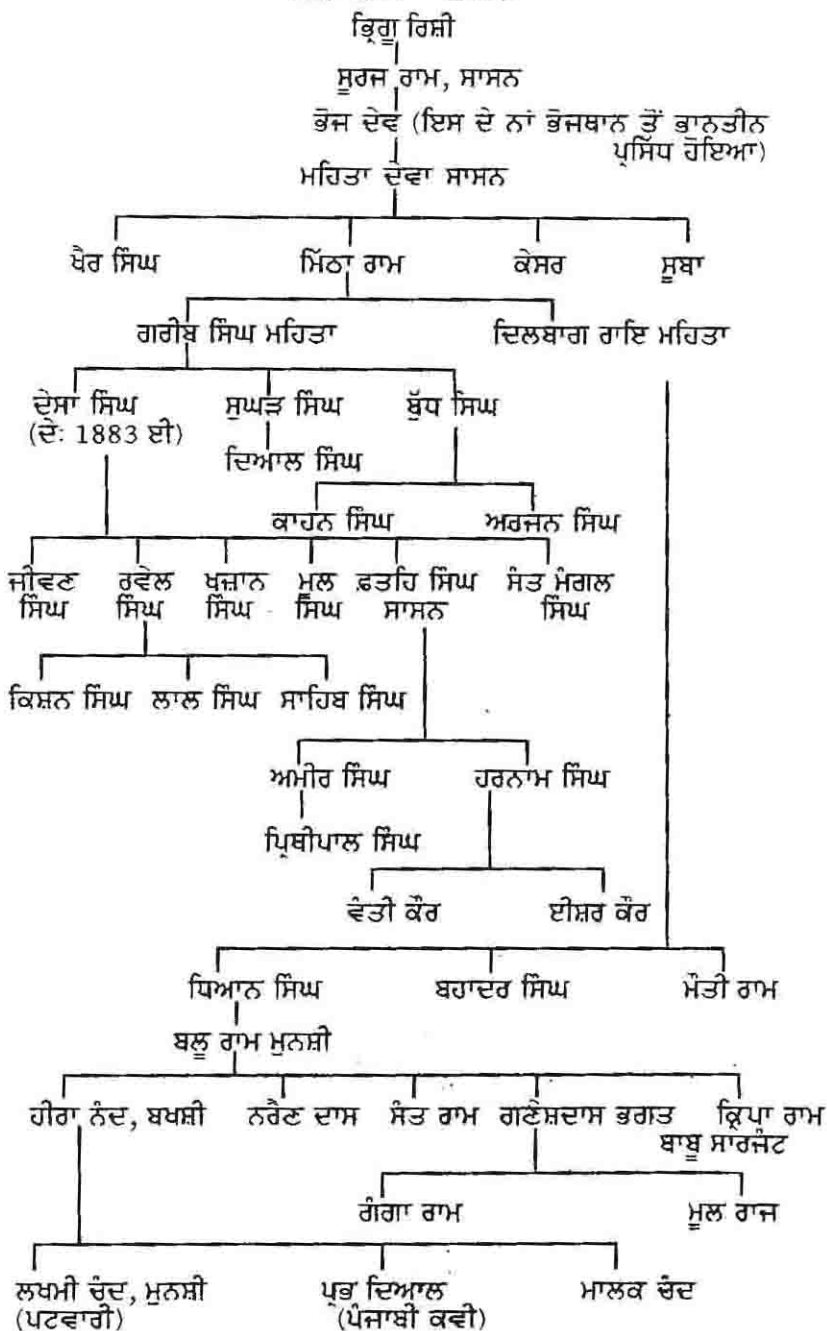 ਭ੍ਰਿਗੂ ਰਿਸ਼ੀ
ਸੂਰਜ ਰਾਮ, ਸਾਸਨ
ਭੋਜ ਦੇਵ (ਇਸ ਦੇ ਨਾਂ ਭੋਜਥਾਨ ਤੋਂ ਭਾਨਤੀਨ
ਪ੍ਰਸਿੱਧ ਹੋਇਆ)
ਮਹਿਤਾ ਦੇਵਾ ਸਾਸਨ
ਖੈਰ ਸਿੰਘ ਮਿੱਠਾ ਰਾਮ ਕੇਸਰ ਸੂਬਾ
ਗਰੀਬ ਸਿੰਘ ਮਹਿਤਾ ਦਿਲਬਾਗ ਰਾਇ ਮਹਿਤਾ
ਦੇਸਾ ਸਿੰਘ ਸੁਘੜ ਸਿੰਘ ਬੁੱਧ ਸਿੰਘ
(ਦੇ: 1883 ਈ)
ਦਿਆਲ ਸਿੰਘ
ਕਾਹਨ ਸਿੰਘ ਅਰਜਨ ਸਿੰਘ
ਜੀਵਣ ਰਵੇਲ ਖਜ਼ਾਨ ਮੂਲ ਫ਼ਤਹਿ ਸਿੰਘ ਸੰਤ ਮੰਗਲ
ਸਿੰਘ ਸਿੰਘ ਸਿੰਘ ਸਿੰਘ ਸਾਸਨ ਸਿੰਘ
ਕਿਸ਼ਨ ਸਿੰਘ ਲਾਲ ਸਿੰਘ ਸਾਹਿਬ ਸਿੰਘ
ਅਮੀਰ ਸਿੰਘ ਹਰਨਾਮ ਸਿੰਘ
ਪ੍ਰਿਥੀਪਾਲ ਸਿੰਘ
ਵੰਤੀ ਕੌਰ ਈਸ਼ਰ ਕੌਰ
ਧਿਆਨ ਸਿੰਘ ਬਹਾਦਰ ਸਿੰਘ ਮੌਤੀ ਰਾਮ
ਬਲੂ ਰਾਮ ਮੁਨਸ਼ੀ
ਹੀਰਾ ਨੰਦ, ਬਖਸ਼ੀ ਨਰੈਣ ਦਾਸ ਸੰਤ ਰਾਮ ਗਣੇਸ਼ਦਾਸ ਭਗਤ ਕ੍ਰਿਪਾ ਰਾਮ
ਬਾਬੂ ਸਾਰਜੰਟ
ਗੰਗਾ ਰਾਮ ਮੂਲ ਰਾਜ
ਲਖਮੀ ਚੰਦ, ਮੁਨਸ਼ੀ ਪ੍ਰਭ ਦਿਆਲ ਮਾਲਕ ਚੰਦ
(ਪਟਵਾਰੀ) (ਪੰਜਾਬੀ ਕਵੀ)